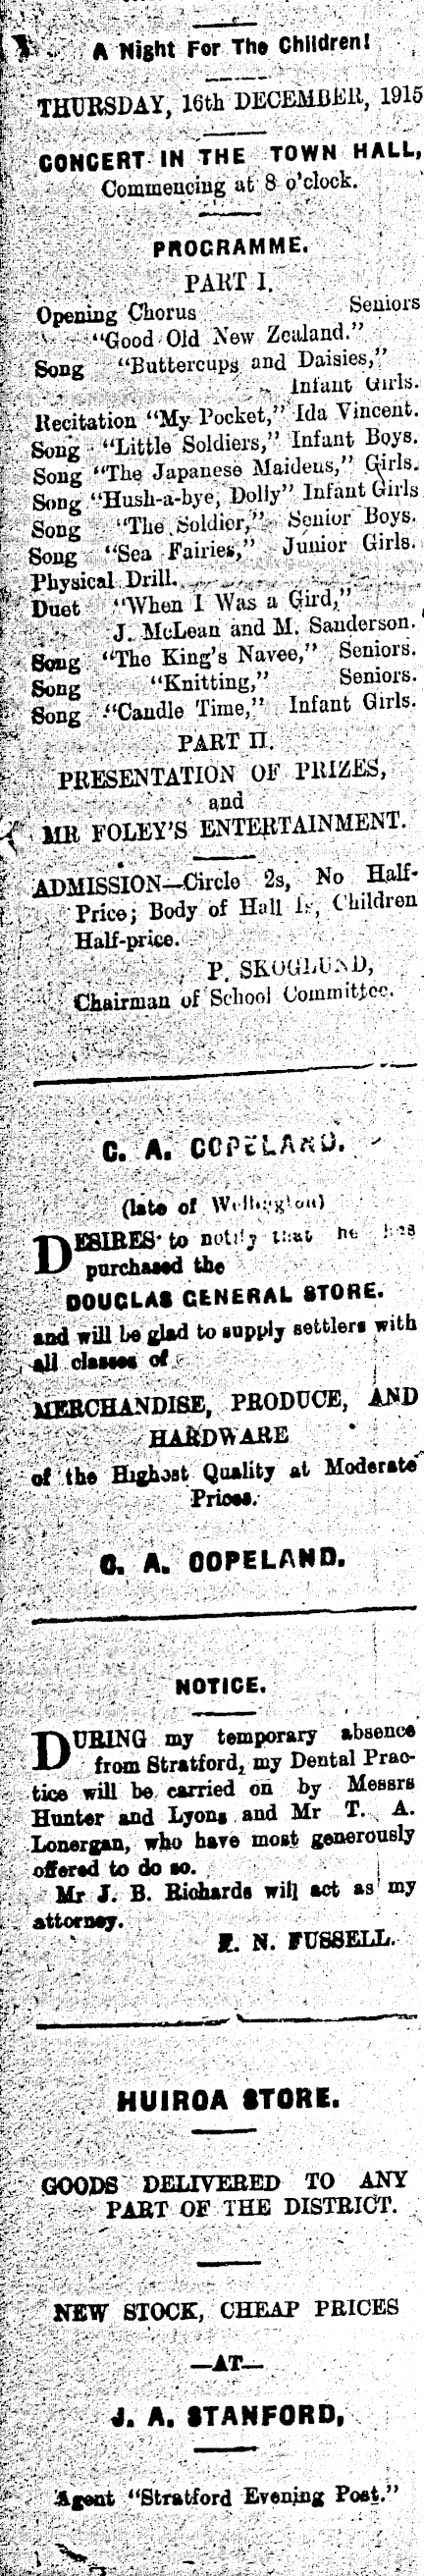 A Night For The Children!
THURSDAY, 16th DECEMBER, 1915
CONCERT IN THE TOWN HALL,
Commencing at 8 o'clock.
PROGRAMME.
PART I.
Opening Chorus Seniors
"Good Old New Zealand."
Song "Buttercups and Daisies,"
Infant Girls.
Recitation "My Pocket," Ida Vincent.
Song "Little Soldiers," Infant Boys.
Song "The Japanese Maidens," Girls.
Song "Hush-a-bye, Dolly" Infant Girls
Song "The Soldier," Senior Boys.
Song "Sea Fairies," Junior Girls.
Physical Drill.
Duet "When I Was a Gird,"
J. McLean and M. Sanderson.
Song "The King's Navee," Seniors.
Song "Knitting," Seniors.
Song "Candle Time," Infant Girls.
PART II.
PRESENTATION OF PRIZES,
and
MR FOLEY'S ENTERTAINMENT.
ADMISSION—Circle 2s, No Half-
Price; Body of Hall 1s, Children
Half-price.
P. SKOGLUND,
Chairman of School Committee.
C. A. COPELAND.
(late of Wellington)
DESIRES to notify that he has
purchased the
DOUGLAS GENERAL STORE.
and will be glad to supply settlers with
all classes of
MERCHANDISE, PRODUCE, AND
HARDWARE
of the Highest Quality at Moderate
Prices.
C. A. COPELAND.
NOTICE.
DURING my temporary absence
from Stratford, my Dental Prac-
tice will be carried on by Messrs
Hunter and Lyons and Mr T. A.
Lonergan, who have most generously
offered to do so.
Mr J. B. Richards will act as my
attorney.
N. FUSSELL.
HUIROA STORE.
GOODS DELIVERED TO ANY
PART OF THE DISTRICT.
NEW STOCK, CHEAP PRICES
—AT—
J. A. STANFORD,
Agent "Stratford Evening Post."